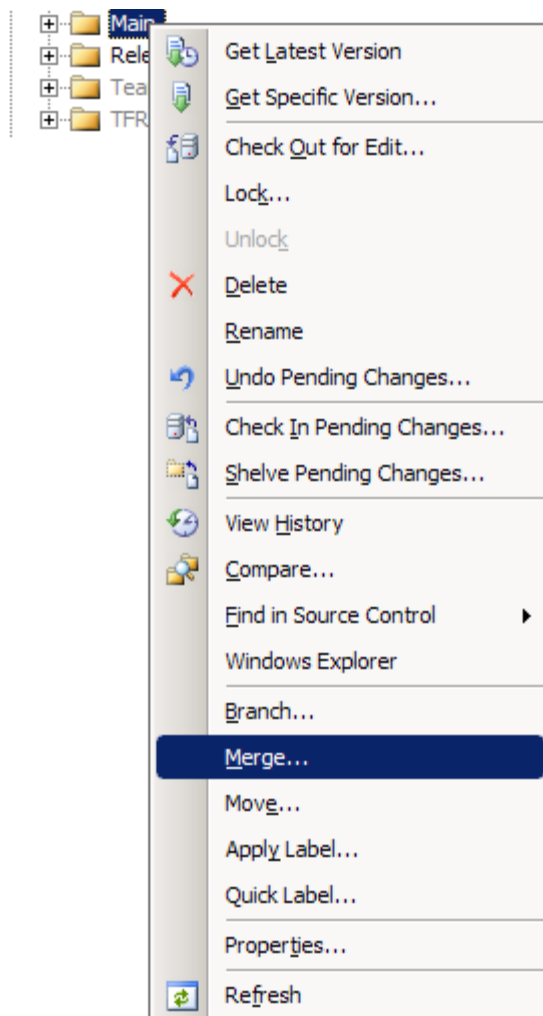 Main
Rele
Tea
TFR
Get Latest Version
Get Specific Version...
Check Out for Edit...
Lock...
Unlock
Delete
Rename
Undo Pending Changes...
Check In Pending Changes...
Shelve Pending Changes...
View History
Compare...
Find in Source Control
Windows Explorer
Branch...
Merge...
Move...
Apply Label...
Quick Label...
Properties...
Refresh